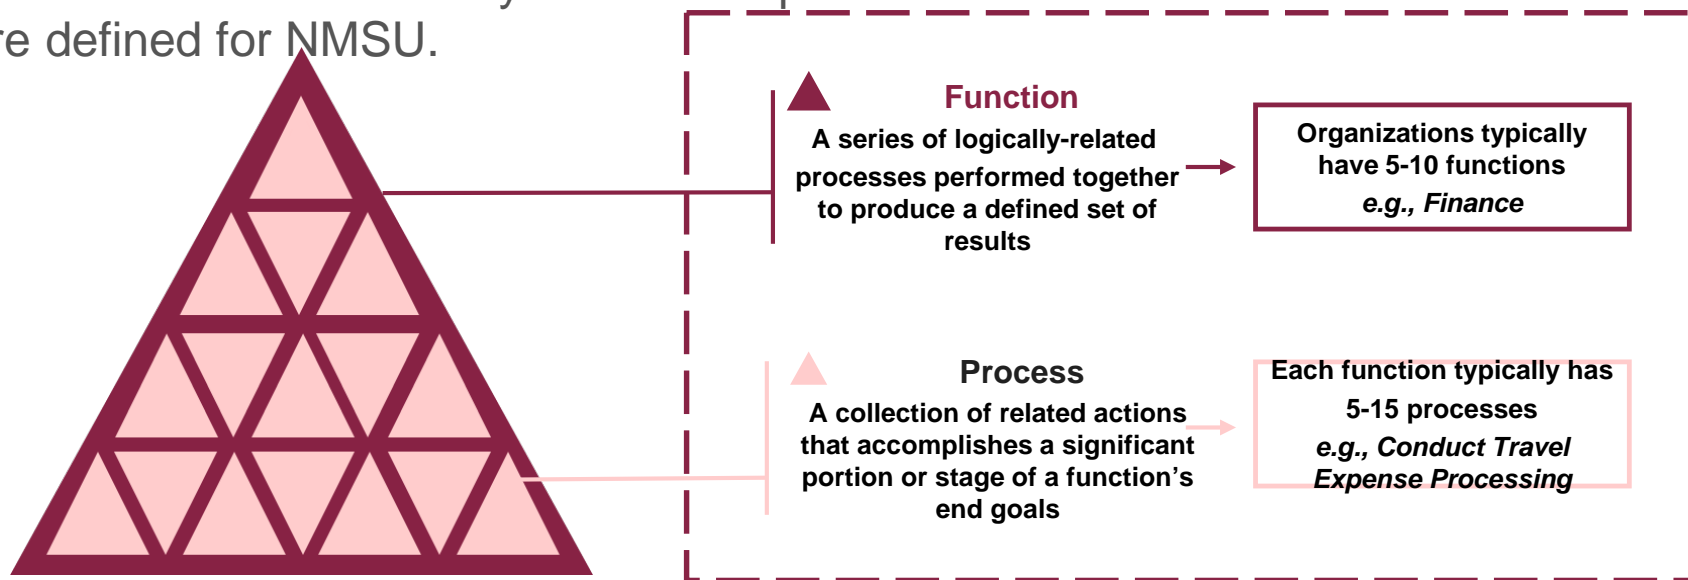 re defined for NMSU.
Function
A series of logically-related
processes performed together
to produce a defined set of
results
Organizations typically
have 5-10 functions
e.g., Finance
Process
A collection of related actions
that accomplishes a significant
portion or stage of a function’s
end goals
Each function typically has
5-15 processes
e.g., Conduct Travel
Expense Processing